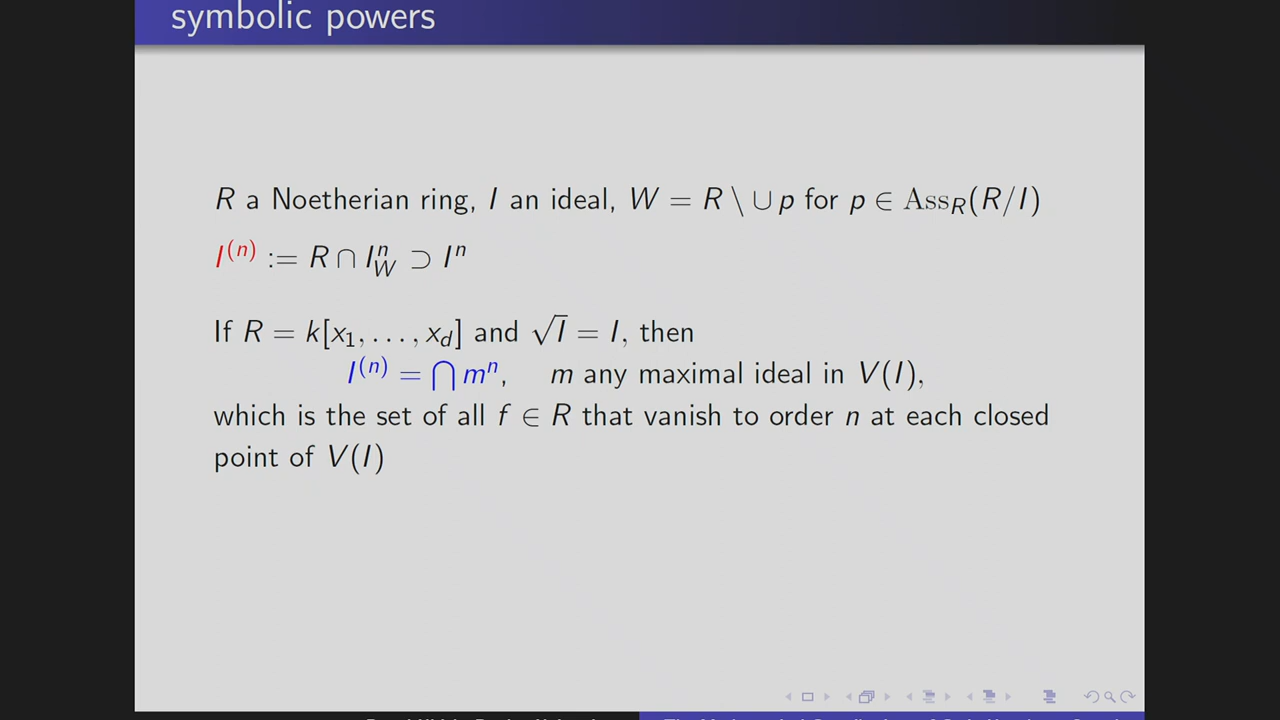 symbolic powers
R a Noetherian ring, I an ideal, W = R \ ∪ p for p ∈ Ass_R(R/I)
I^{(n)} := R ∩ I^n_W ⊃ I^n
If R = k[x_1, . . . , x_d] and √I = I, then
I^{(n)} = ⋂ m^n, m any maximal ideal in V(I),
which is the set of all f ∈ R that vanish to order n at each closed
point of V(I)